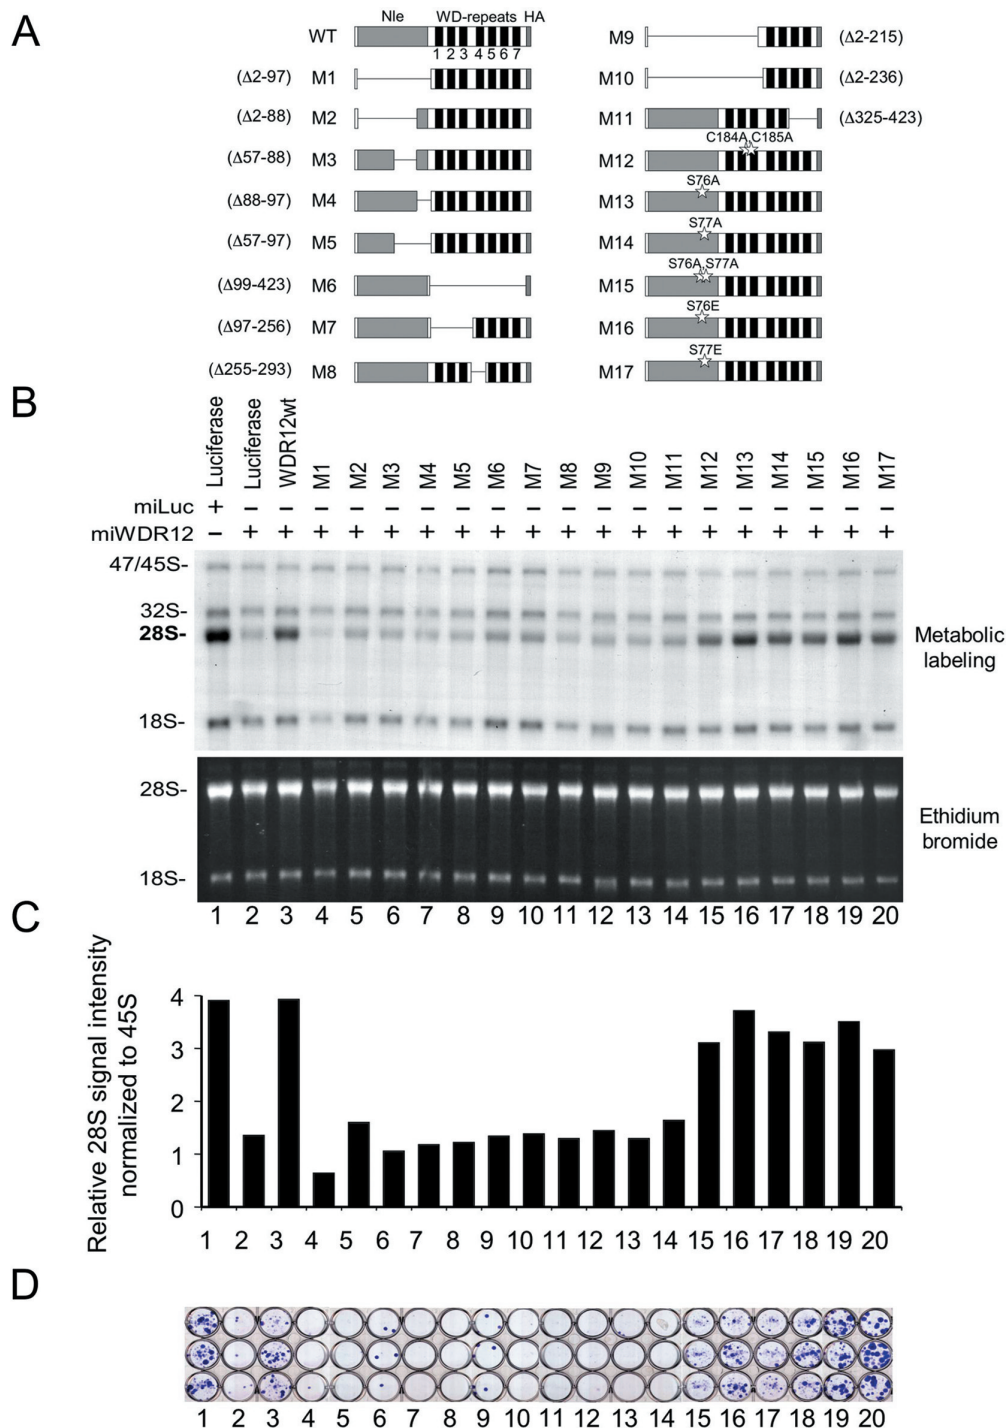 A
Nle WD-repeats HA
WT
1 2 3 4 5 6 7
(Δ2-97) M1
(Δ2-88) M2
(Δ57-88) M3
(Δ88-97) M4
(Δ57-97) M5
(Δ99-423) M6
(Δ97-256) M7
(Δ255-293) M8
M9 (Δ2-215)
M10 (Δ2-236)
M11 (Δ325-423)
C184A C185A
M12
S76A
M13
S77A
M14
S76A S77A
M15
S76E
M16
S77E
M17
B
Luciferase Luciferase WDR12wt M1 M2 M3 M4 M5 M6 M7 M8 M9 M10 M11 M12 M13 M14 M15 M16 M17
miLuc + – – – – – – – – – – – – – – – – – – –
miWDR12 – + + + + + + + + + + + + + + + + + + +
47/45S-
32S-
28S-
18S-
Metabolic
labeling
28S-
18S-
Ethidium
bromide
1 2 3 4 5 6 7 8 9 10 11 12 13 14 15 16 17 18 19 20
C
Relative 28S signal intensity
normalized to 45S
4
3
2
1
0
1 2 3 4 5 6 7 8 9 10 11 12 13 14 15 16 17 18 19 20
D
1 2 3 4 5 6 7 8 9 10 11 12 13 14 15 16 17 18 19 20